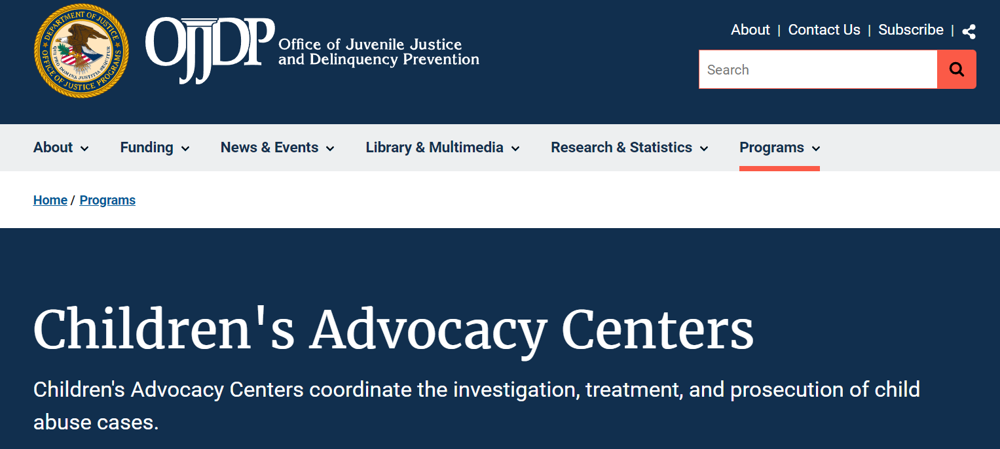 DEPARTMENT OF JUSTICE
OFFICE OF JUSTICE PROGRAMS
QUI PRO DOMINA JUSTITIA SEQUITUR
OJJDP
Office of Juvenile Justice
and Delinquency Prevention
About | Contact Us | Subscribe |
Search
About
Funding
News & Events
Library & Multimedia
Research & Statistics
Programs
Home / Programs
Children's Advocacy Centers
Children's Advocacy Centers coordinate the investigation, treatment, and prosecution of child
abuse cases.